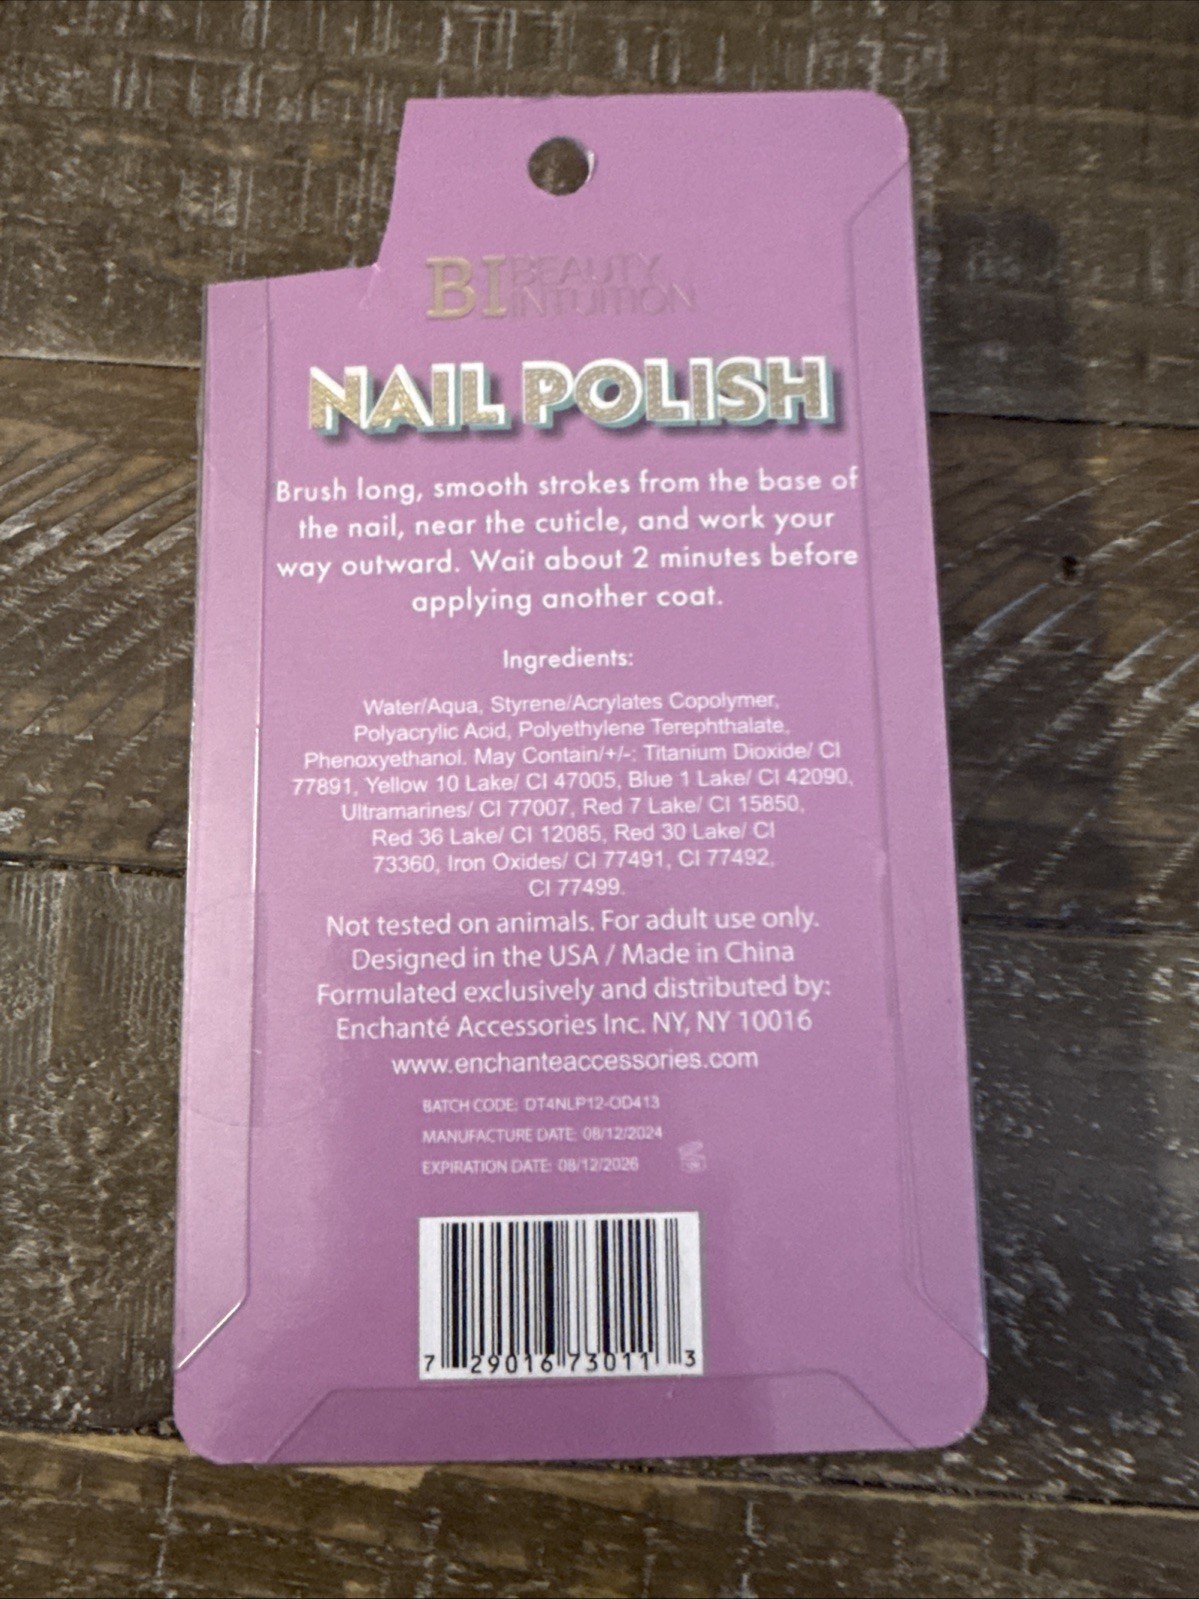 BI BEAUTY INTUITION
NAIL POLISH
Brush long, smooth strokes from the base of
the nail, near the cuticle, and work your
way outward. Wait about 2 minutes before
applying another coat.
Ingredients:
Water/Aqua, Styrene/Acrylates Copolymer,
Polyacrylic Acid, Polyethylene Terephthalate,
Phenoxyethanol. May Contain/+/-: Titanium Dioxide/ CI
77891, Yellow 10 Lake/ CI 47005, Blue 1 Lake/ CI 42090,
Ultramarines/ CI 77007, Red 7 Lake/ CI 15850,
Red 36 Lake/ CI 12085, Red 30 Lake/ CI
73360, Iron Oxides/ CI 77491, CI 77492,
CI 77499.
Not tested on animals. For adult use only.
Designed in the USA / Made in China
Formulated exclusively and distributed by:
Enchanté Accessories Inc. NY, NY 10016
www.enchanteaccessories.com
BATCH CODE: DT4NLP12-OD413
MANUFACTURE DATE: 08/12/2024
EXPIRATION DATE: 08/12/2026
7 29016 73011 3